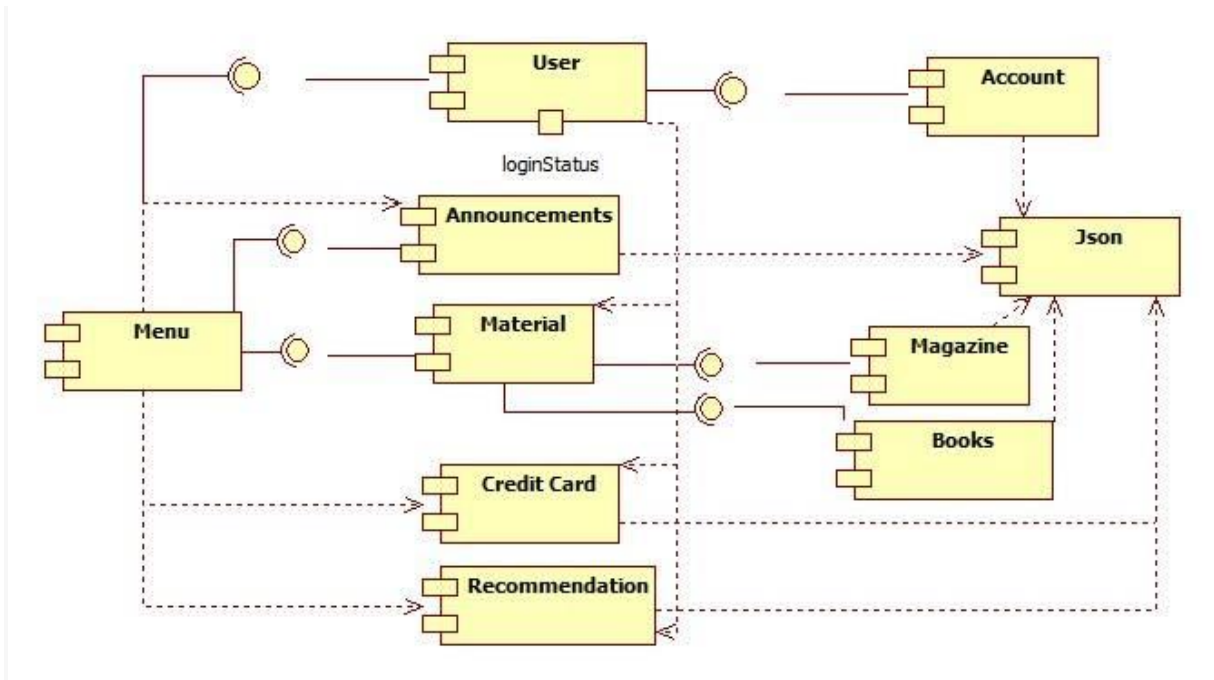 User
Account
loginStatus
Announcements
Json
Menu
Material
Magazine
Books
Credit Card
Recommendation